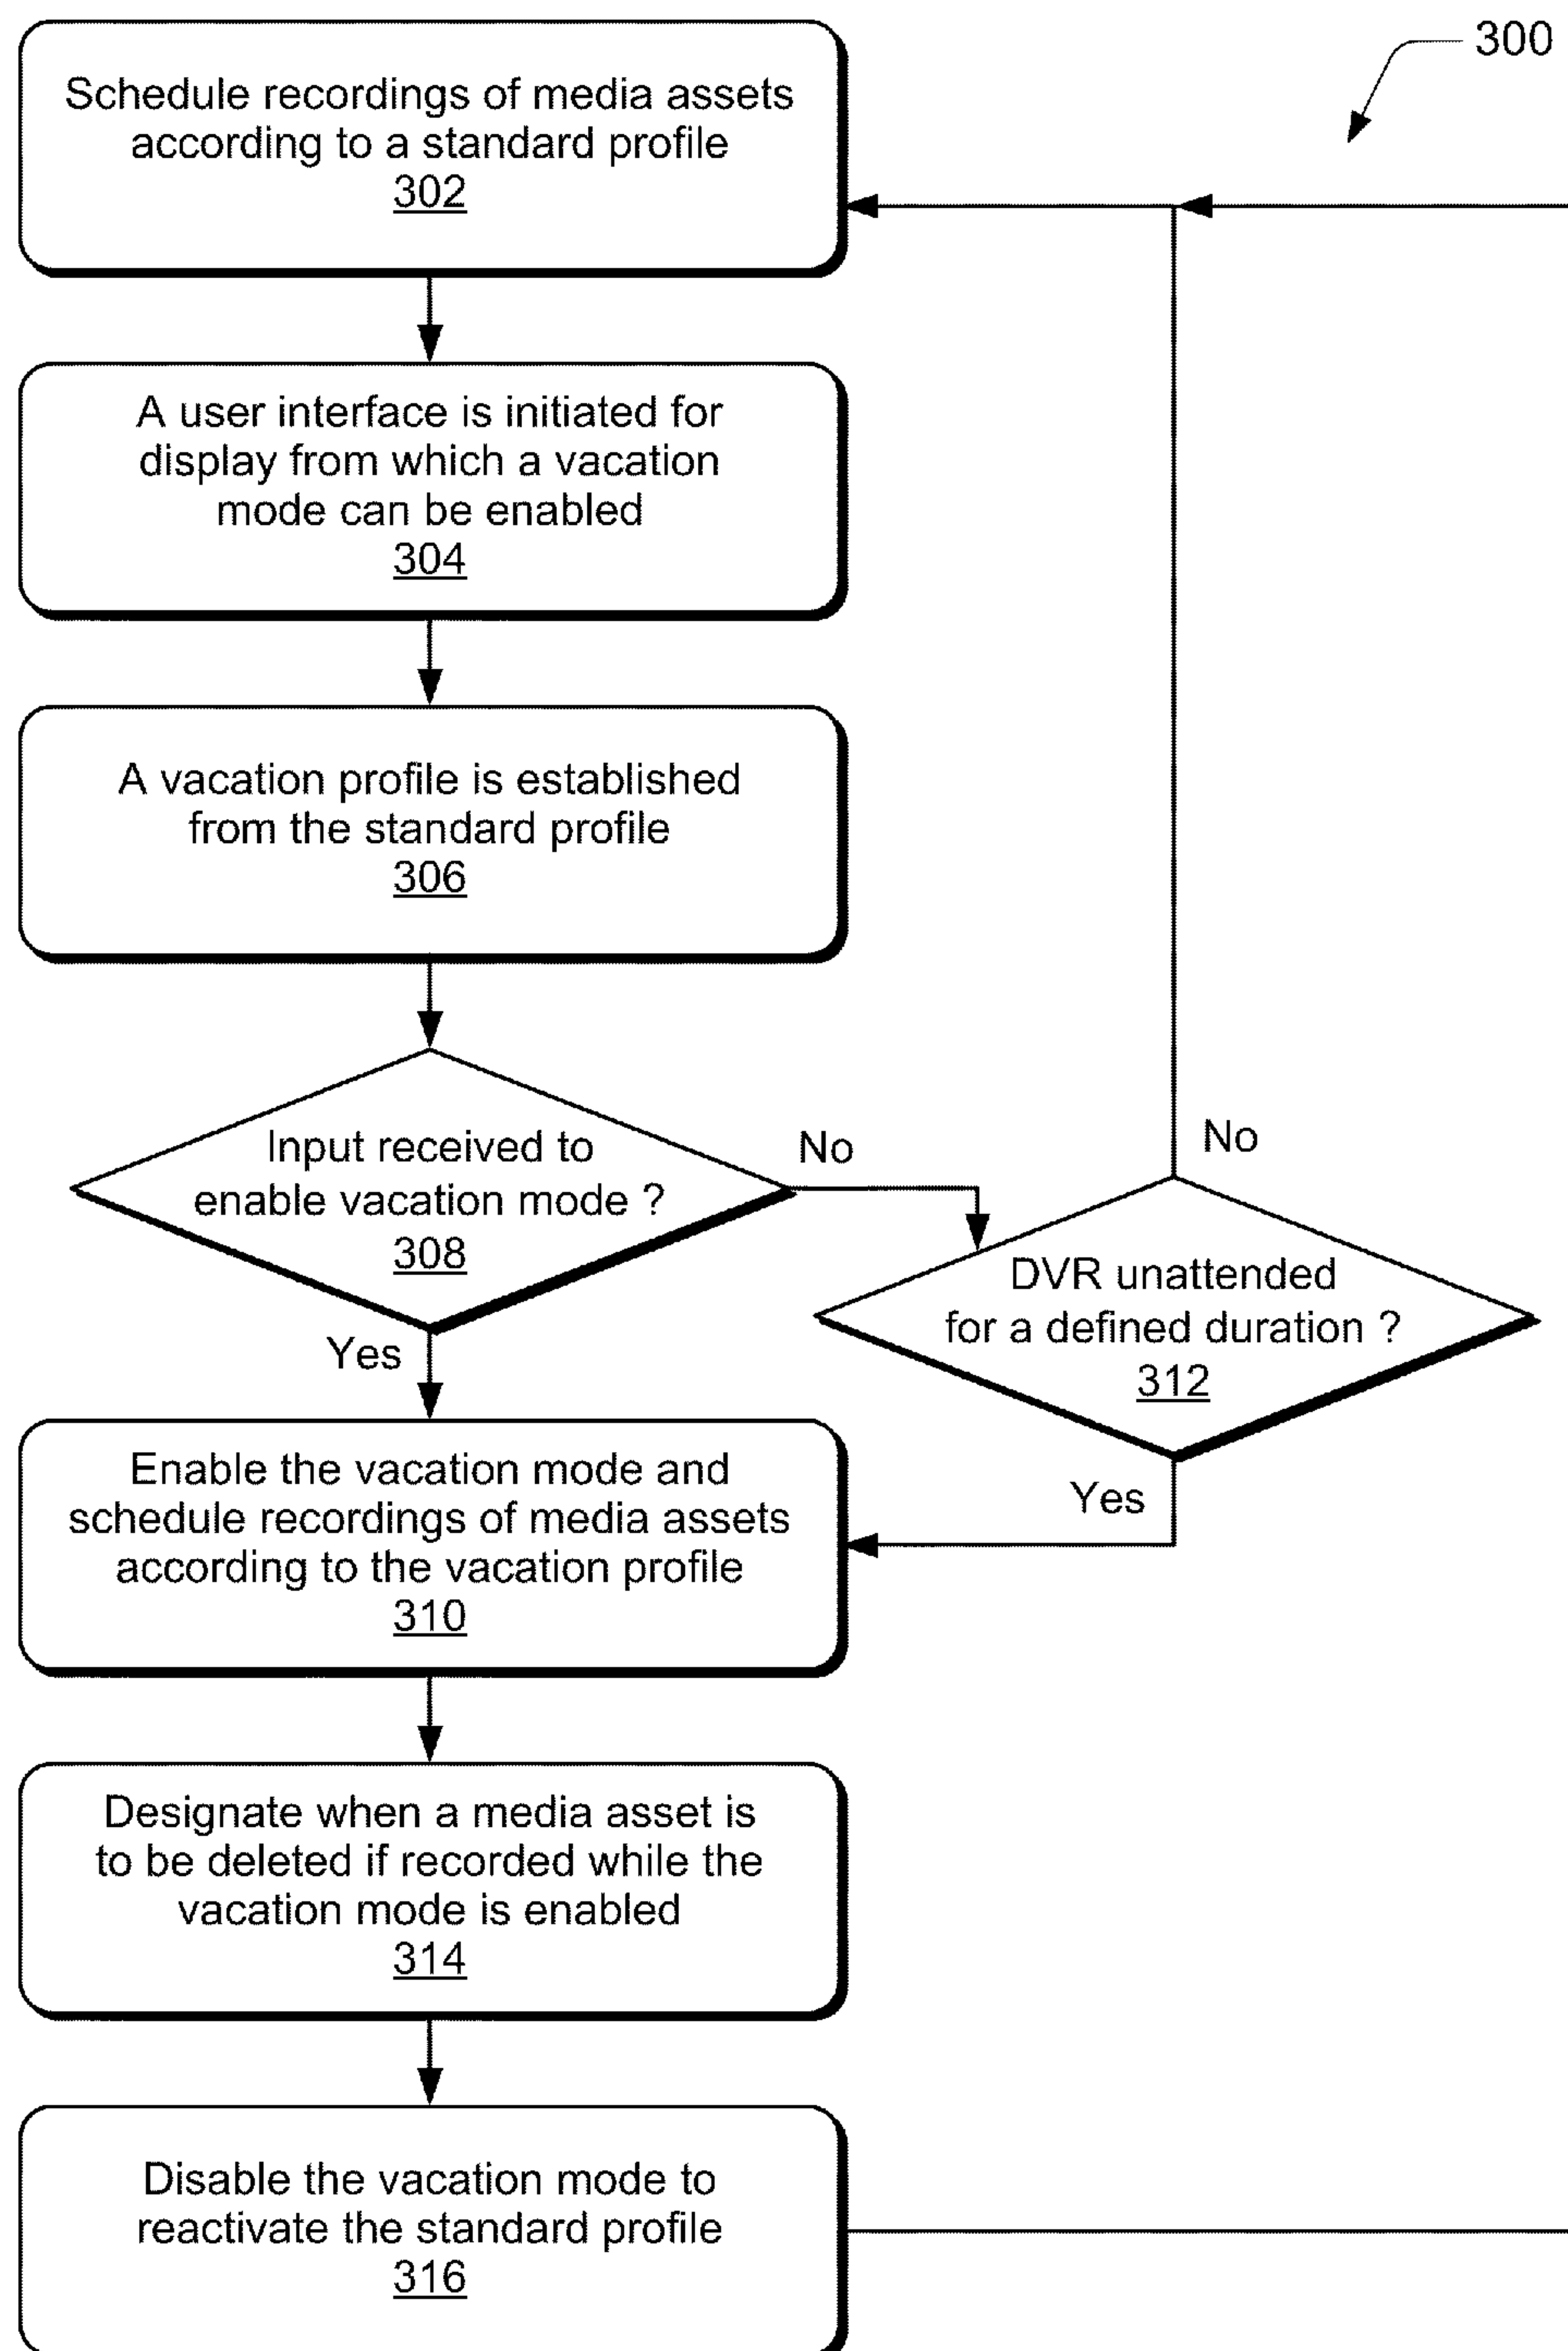 300
Schedule recordings of media assets
according to a standard profile
302
A user interface is initiated for
display from which a vacation
mode can be enabled
304
A vacation profile is established
from the standard profile
306
Input received to
enable vacation mode ?
308
No
Yes
No
DVR unattended
for a defined duration ?
312
Yes
Enable the vacation mode and
schedule recordings of media assets
according to the vacation profile
310
Designate when a media asset is
to be deleted if recorded while the
vacation mode is enabled
314
Disable the vacation mode to
reactivate the standard profile
316